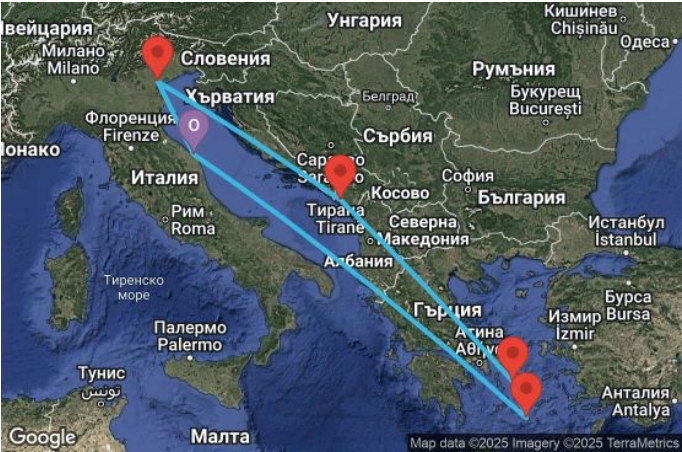 Унгария
Кишинев
Chișinău
Швейцария
Милано
Milano
Словения
Одеса
Румъния
Хърватия
Белград
Букурещ
București
Флоренция
Firenze
O
Сърбия
Монако
Италия
Косово
София
България
Рим
Roma
Тирана
Tirane
Северна
Македония
Истанбул
İstanbul
Албания
Тиренско
море
Гърция
Бурса
Bursa
Измир
İzmir
Палермо
Palermo
Атина
Тунис
تونس
Анталия
Antalya
Малта
Google
Map data ©2025 Imagery ©2025 TerraMetrics